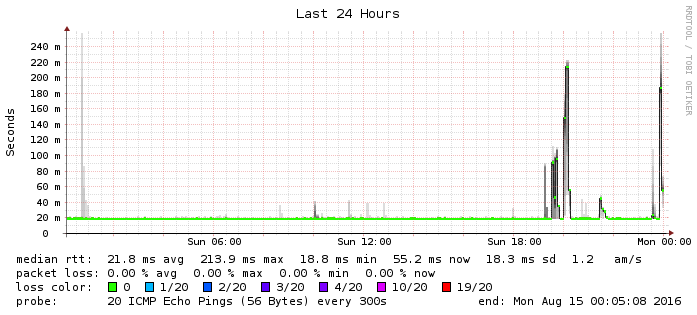 Last 24 Hours
RRDTOOL / TOBI OETIKER
Seconds
240 m
220 m
200 m
180 m
160 m
140 m
120 m
100 m
80 m
60 m
40 m
20 m
0
Sun 06:00 Sun 12:00 Sun 18:00 Mon 00:00
median rtt: 21.8 ms avg 213.9 ms max 18.8 ms min 55.2 ms now 18.3 ms sd 1.2 am/s
packet loss: 0.00 % avg 0.00 % max 0.00 % min 0.00 % now
loss color: 0 1/20 2/20 3/20 4/20 10/20 19/20
probe: 20 ICMP Echo Pings (56 Bytes) every 300s end: Mon Aug 15 00:05:08 2016